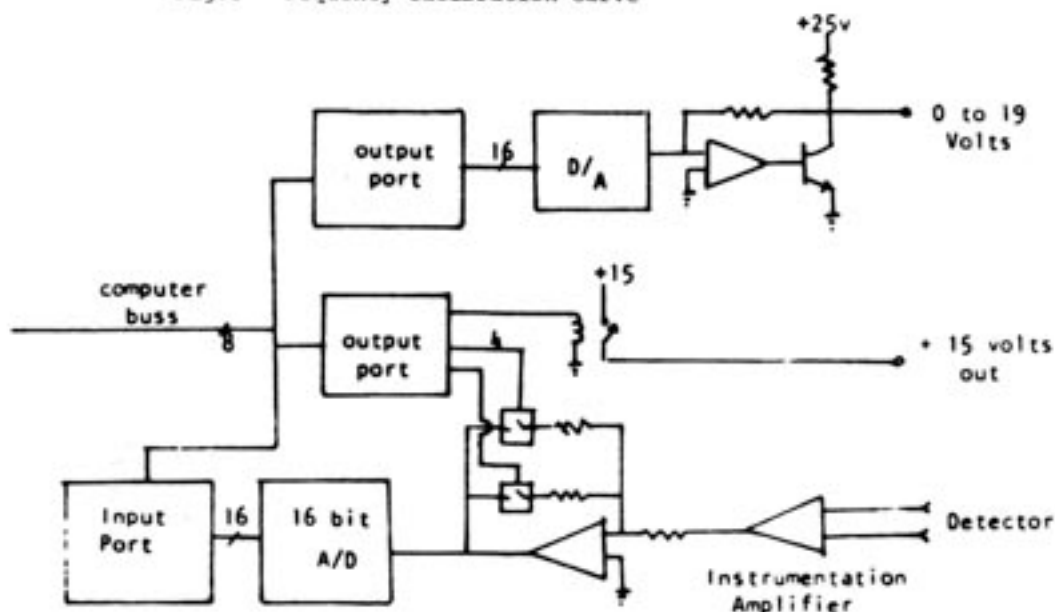 +25v
output
port
16
D/A
0 to 19
Volts
computer
buss
8
output
port
4
+15
+ 15 volts
out
Input
Port
16
16 bit
A/D
Detector
Instrumentation
Amplifier